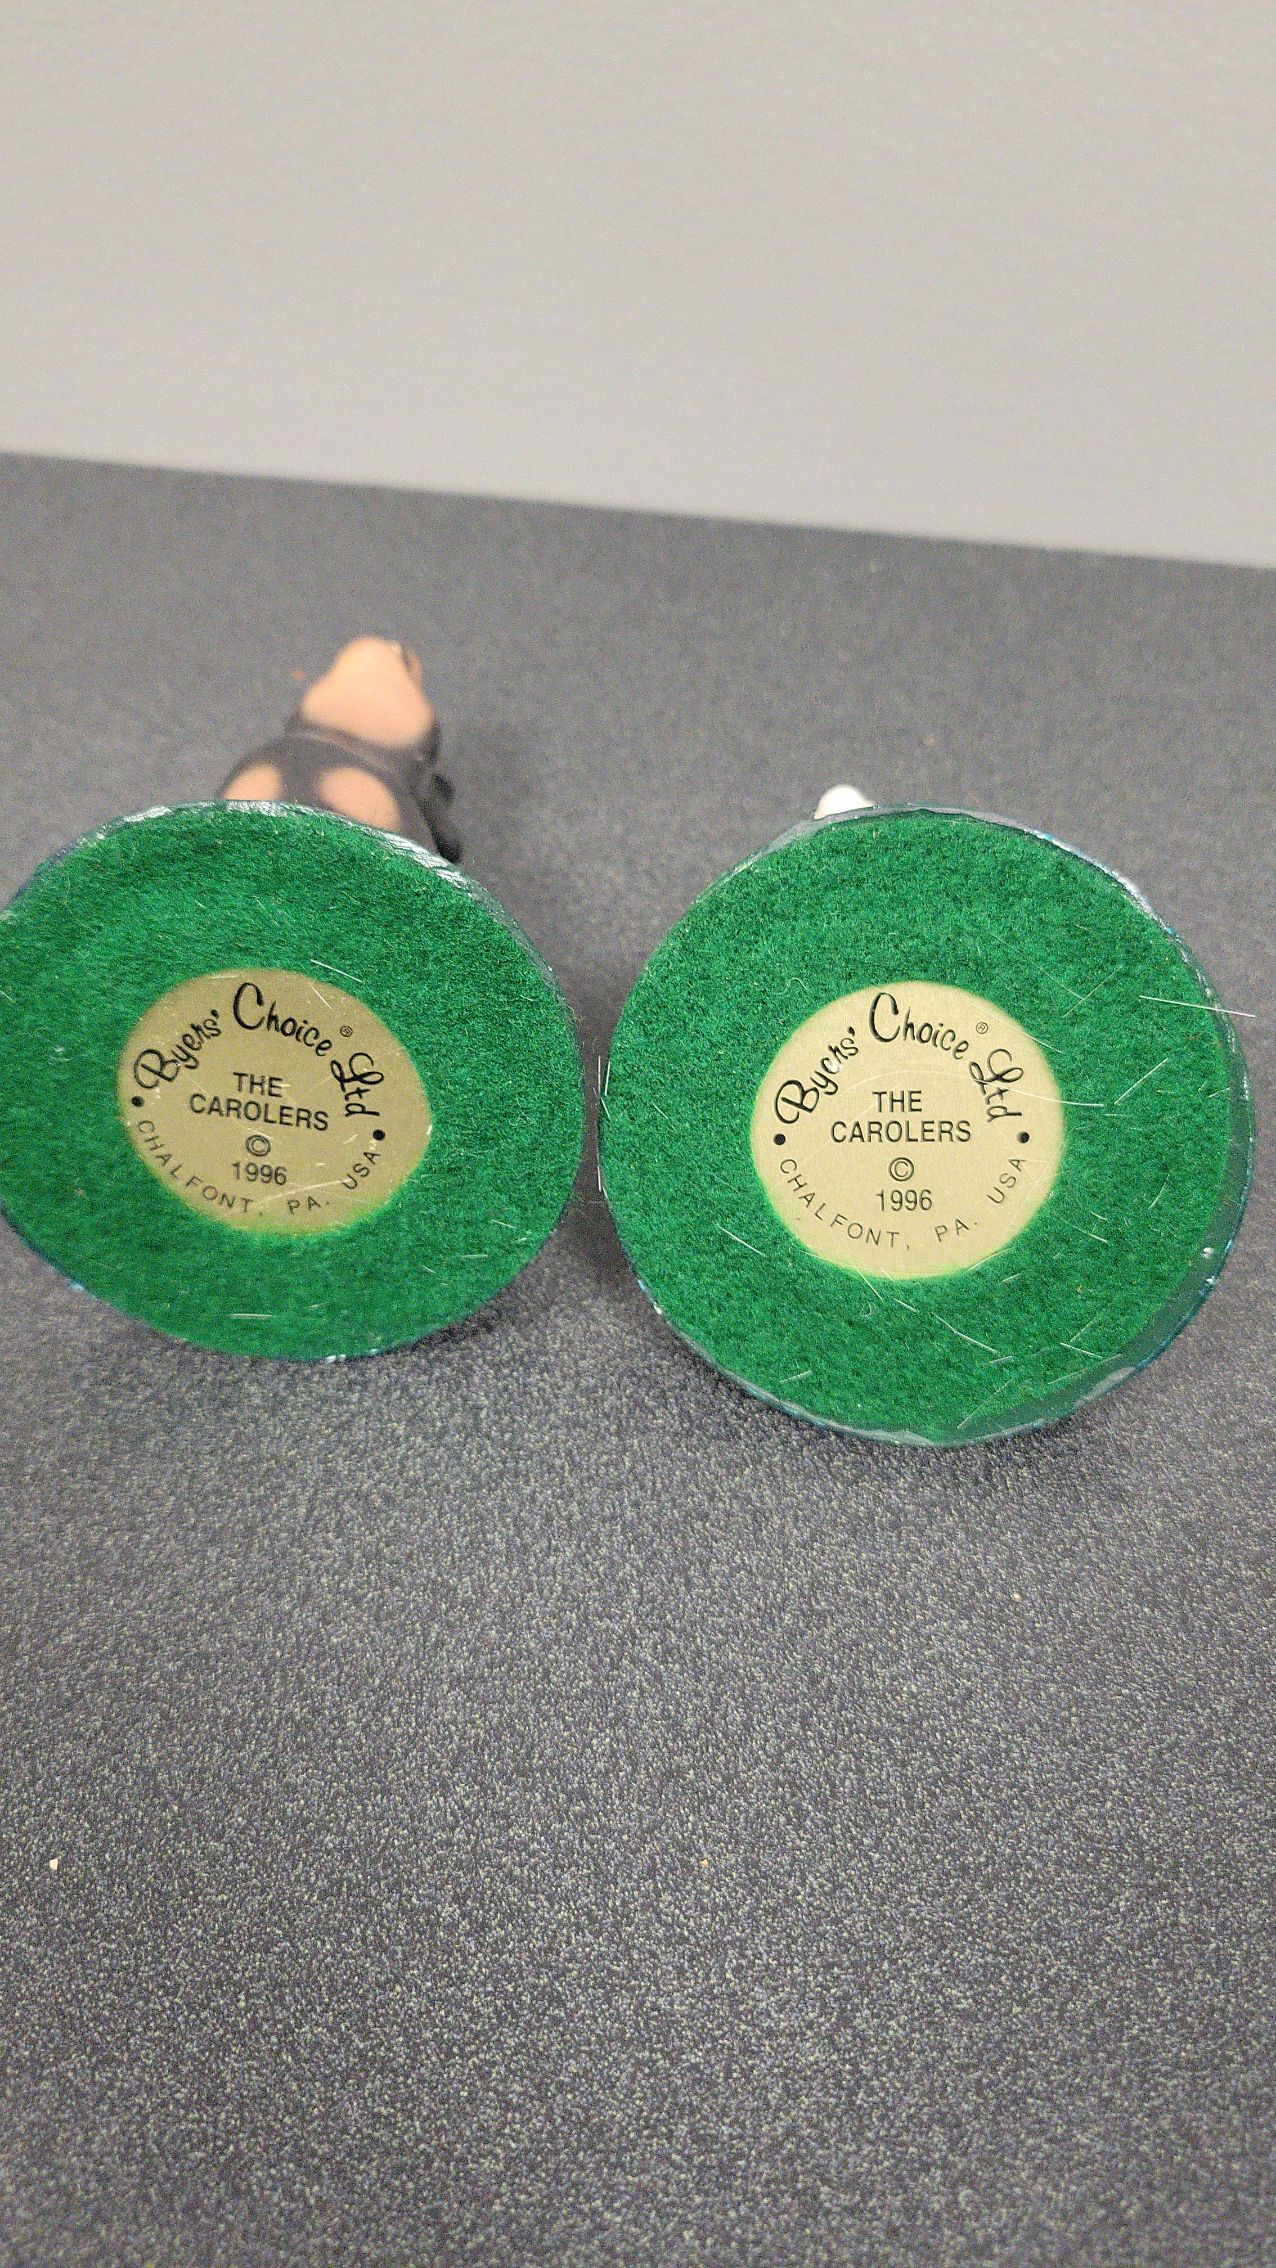 Byers' Choice® Ltd
THE
CAROLERS
©
1996
• CHALFONT, PA. USA •
Byers' Choice® Ltd
THE
CAROLERS
©
1996
• CHALFONT, PA. USA •